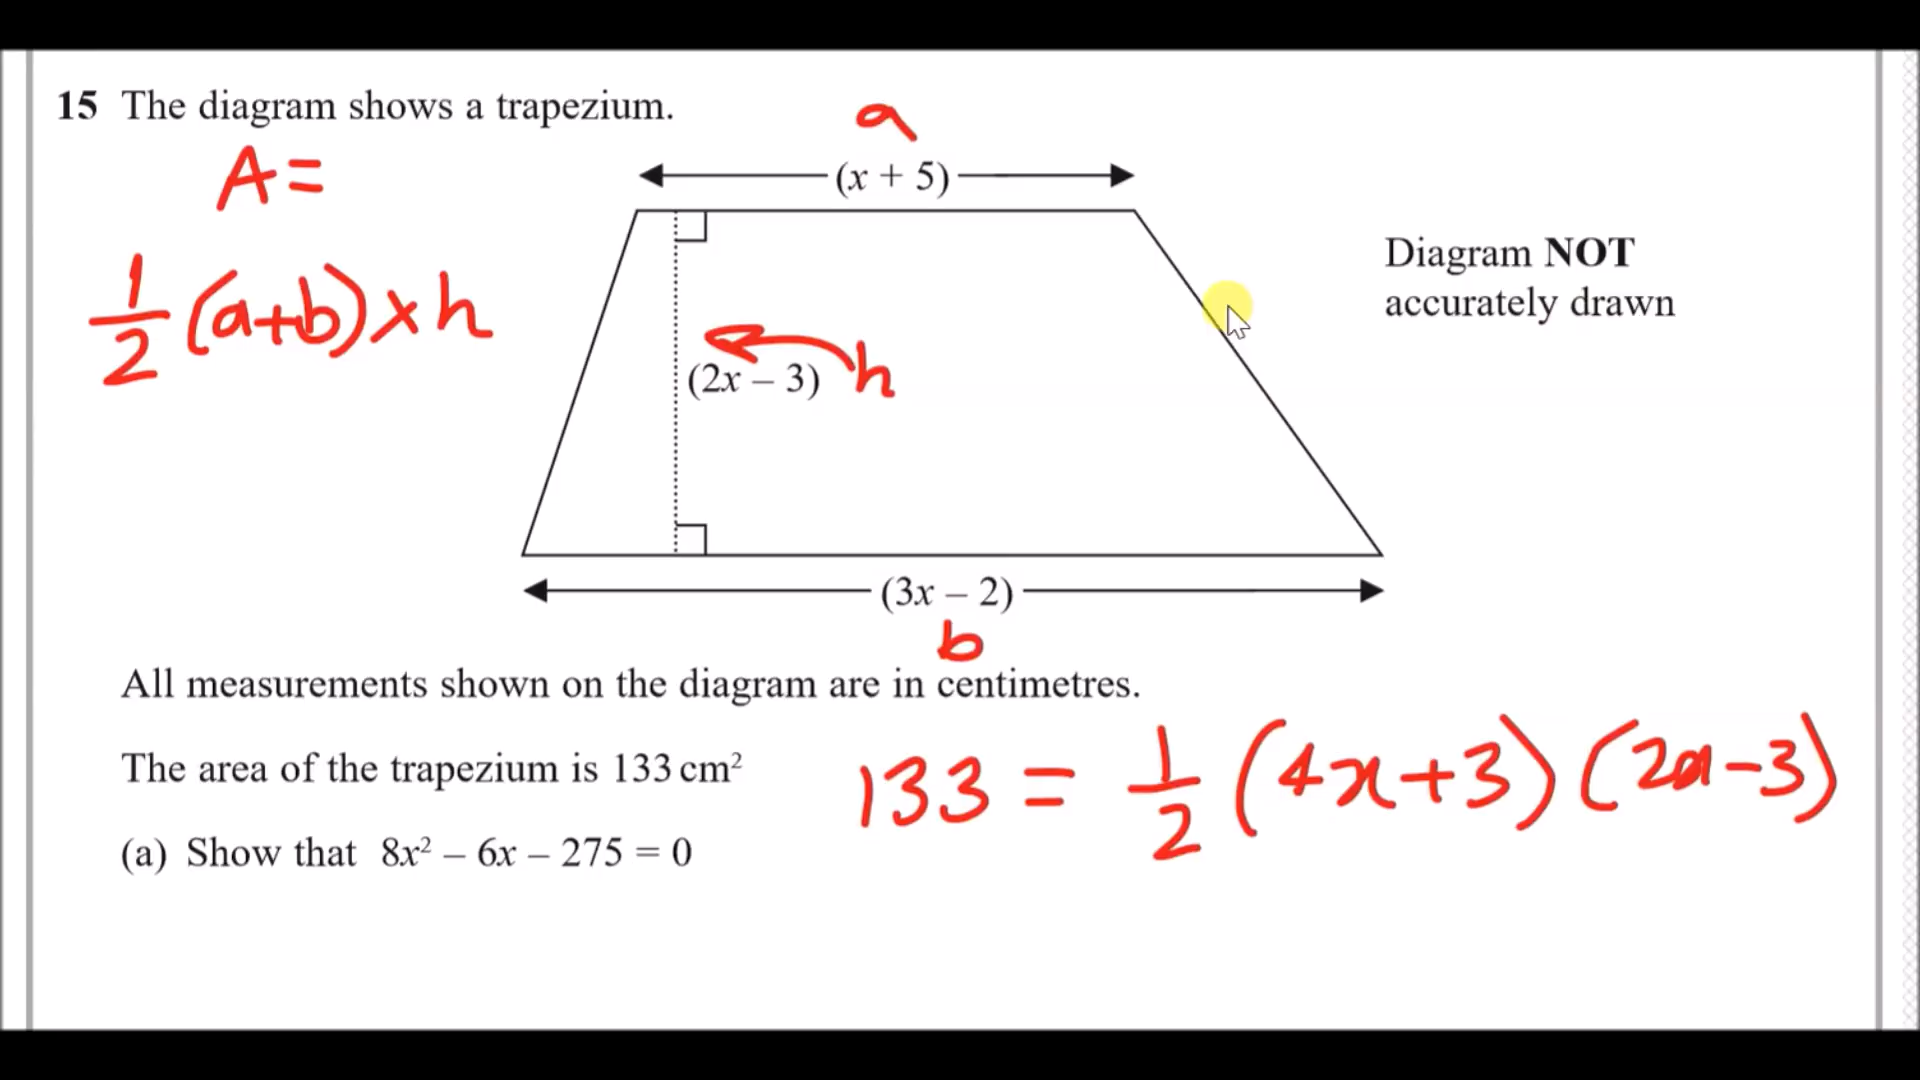 15 The diagram shows a trapezium.
a
A =
(x + 5)
Diagram NOT
accurately drawn
1/2 (a+b) × h
h
(2x – 3)
(3x – 2)
b
All measurements shown on the diagram are in centimetres.
The area of the trapezium is 133 cm²
133 = 1/2 (4x+3) (2x-3)
(a) Show that 8x² – 6x – 275 = 0